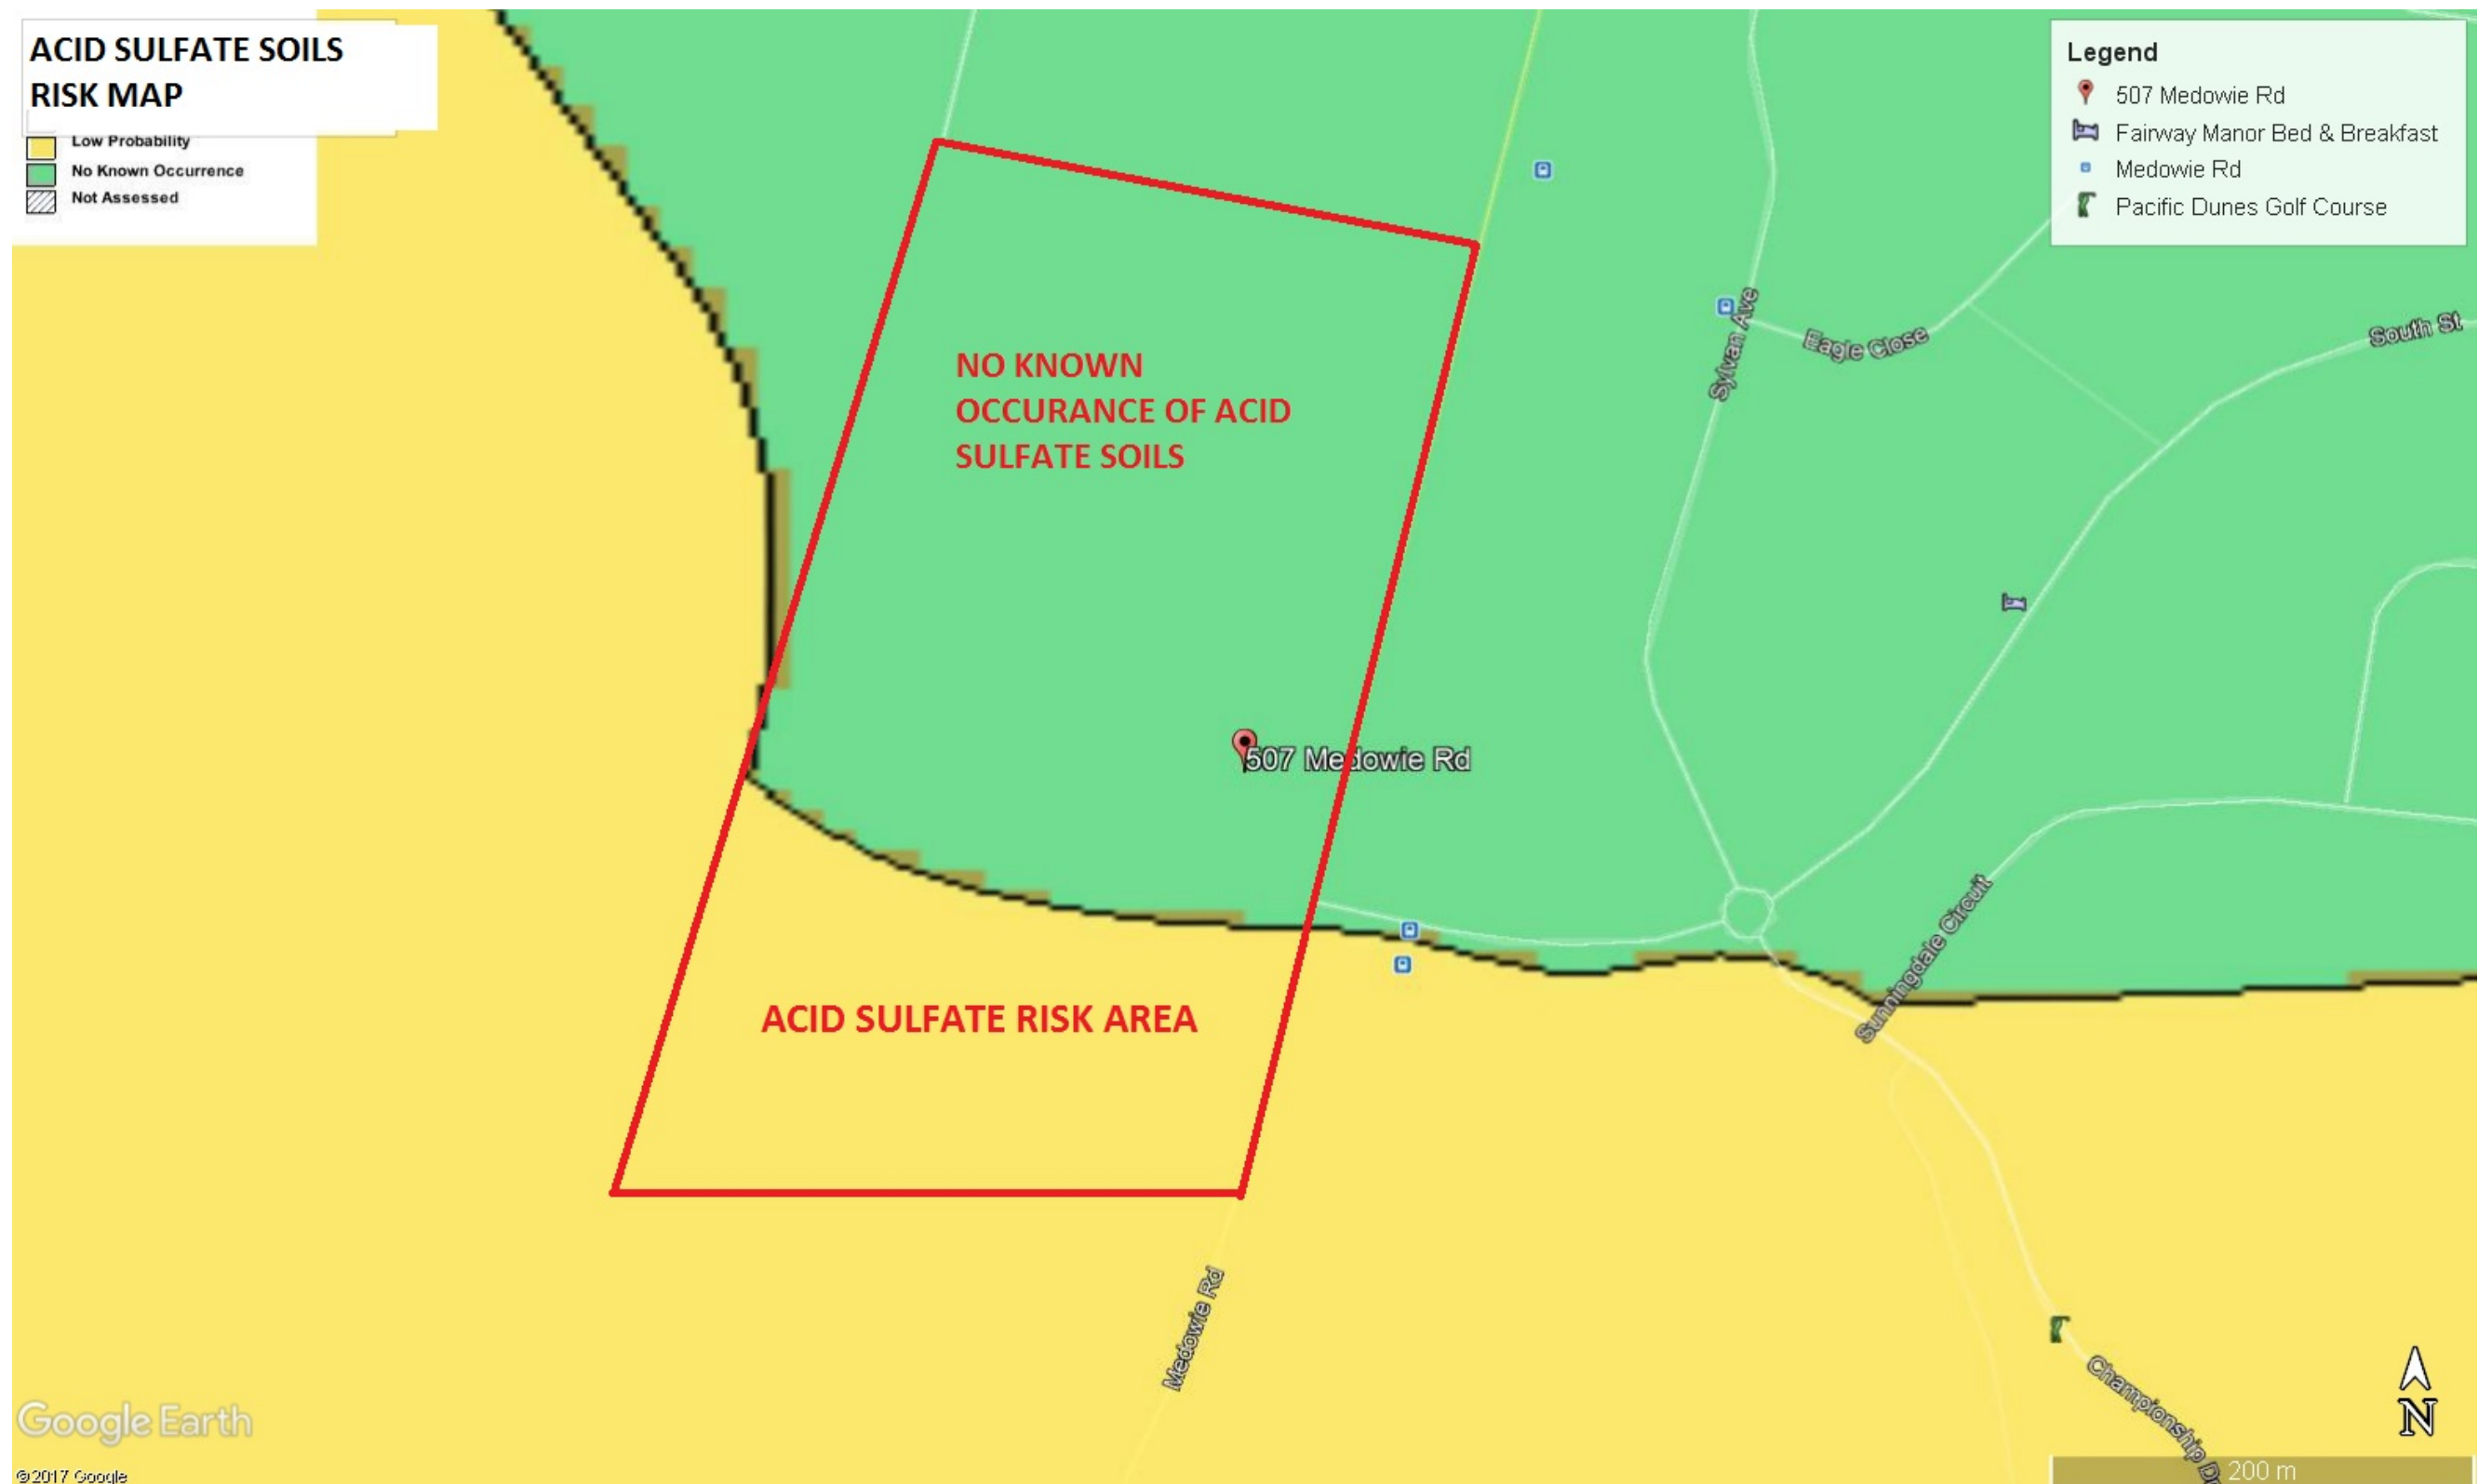 ACID SULFATE SOILS
RISK MAP
Low Probability
No Known Occurrence
Not Assessed
Legend
507 Medowie Rd
Fairway Manor Bed & Breakfast
Medowie Rd
Pacific Dunes Golf Course
NO KNOWN
OCCURANCE OF ACID
SULFATE SOILS
Sylvan Ave
Eagle Close
South St
507 Medowie Rd
Sunningdale Circuit
ACID SULFATE RISK AREA
Medowie Rd
Championship Dr
N
Google Earth
©2017 Google
200 m